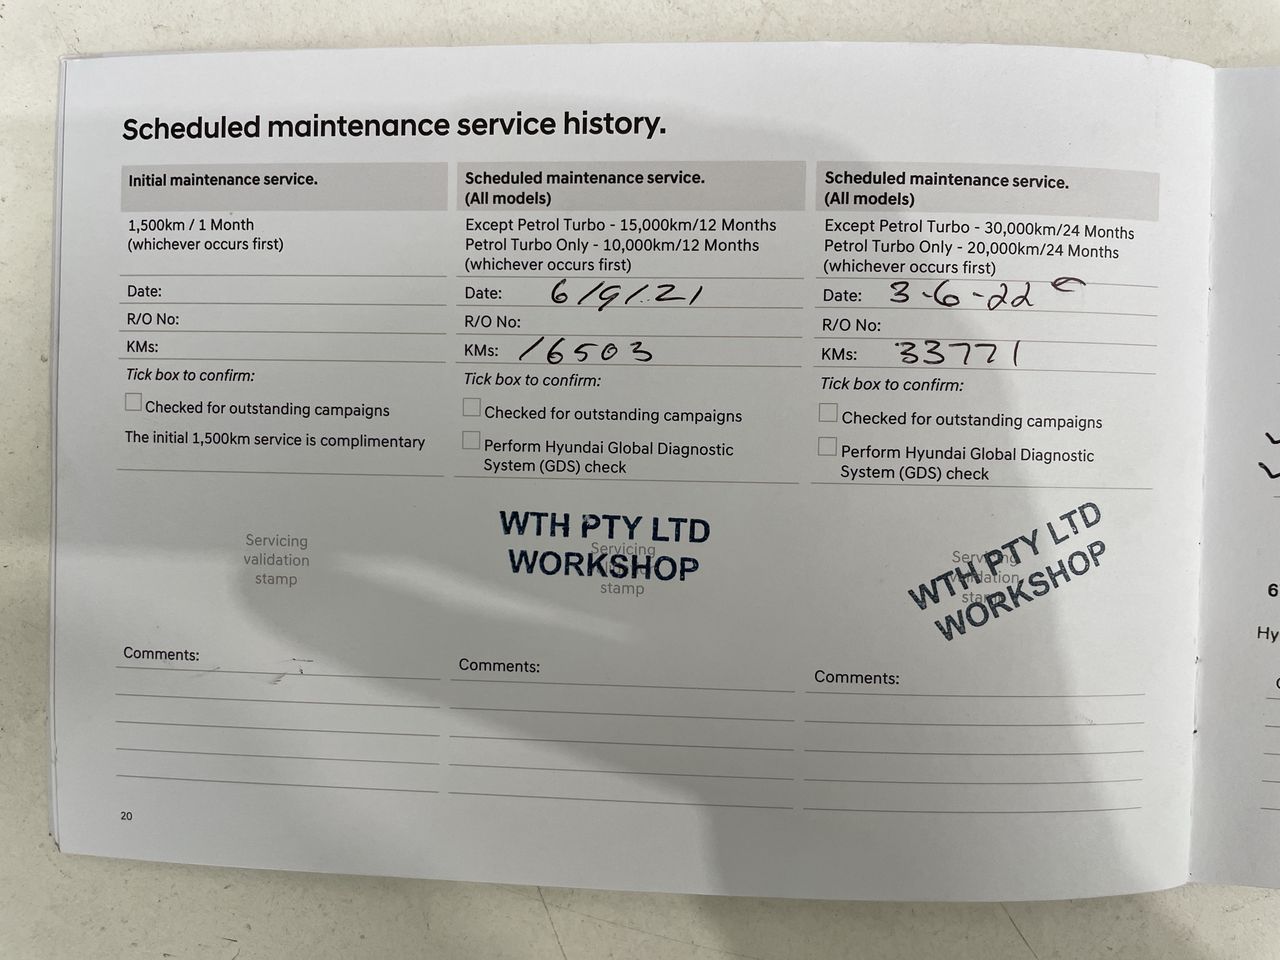 Scheduled maintenance service history.
Initial maintenance service.
1,500km / 1 Month
(whichever occurs first)
Date:
R/O No:
KMs:
Tick box to confirm:
Checked for outstanding campaigns
The initial 1,500km service is complimentary
Servicing
validation
stamp
Comments:
Scheduled maintenance service.
(All models)
Except Petrol Turbo - 15,000km/12 Months
Petrol Turbo Only - 10,000km/12 Months
(whichever occurs first)
Date: 6/9/21
R/O No:
KMs: 16503
Tick box to confirm:
Checked for outstanding campaigns
Perform Hyundai Global Diagnostic
System (GDS) check
WTH PTY LTD
WORKSHOP
Servicing
stamp
Comments:
Scheduled maintenance service.
(All models)
Except Petrol Turbo - 30,000km/24 Months
Petrol Turbo Only - 20,000km/24 Months
(whichever occurs first)
Date: 3-6-22
R/O No:
KMs: 33771
Tick box to confirm:
Checked for outstanding campaigns
Perform Hyundai Global Diagnostic
System (GDS) check
WTH PTY LTD
WORKSHOP
Servicing
validation
stamp
Comments:
20
6
Hy